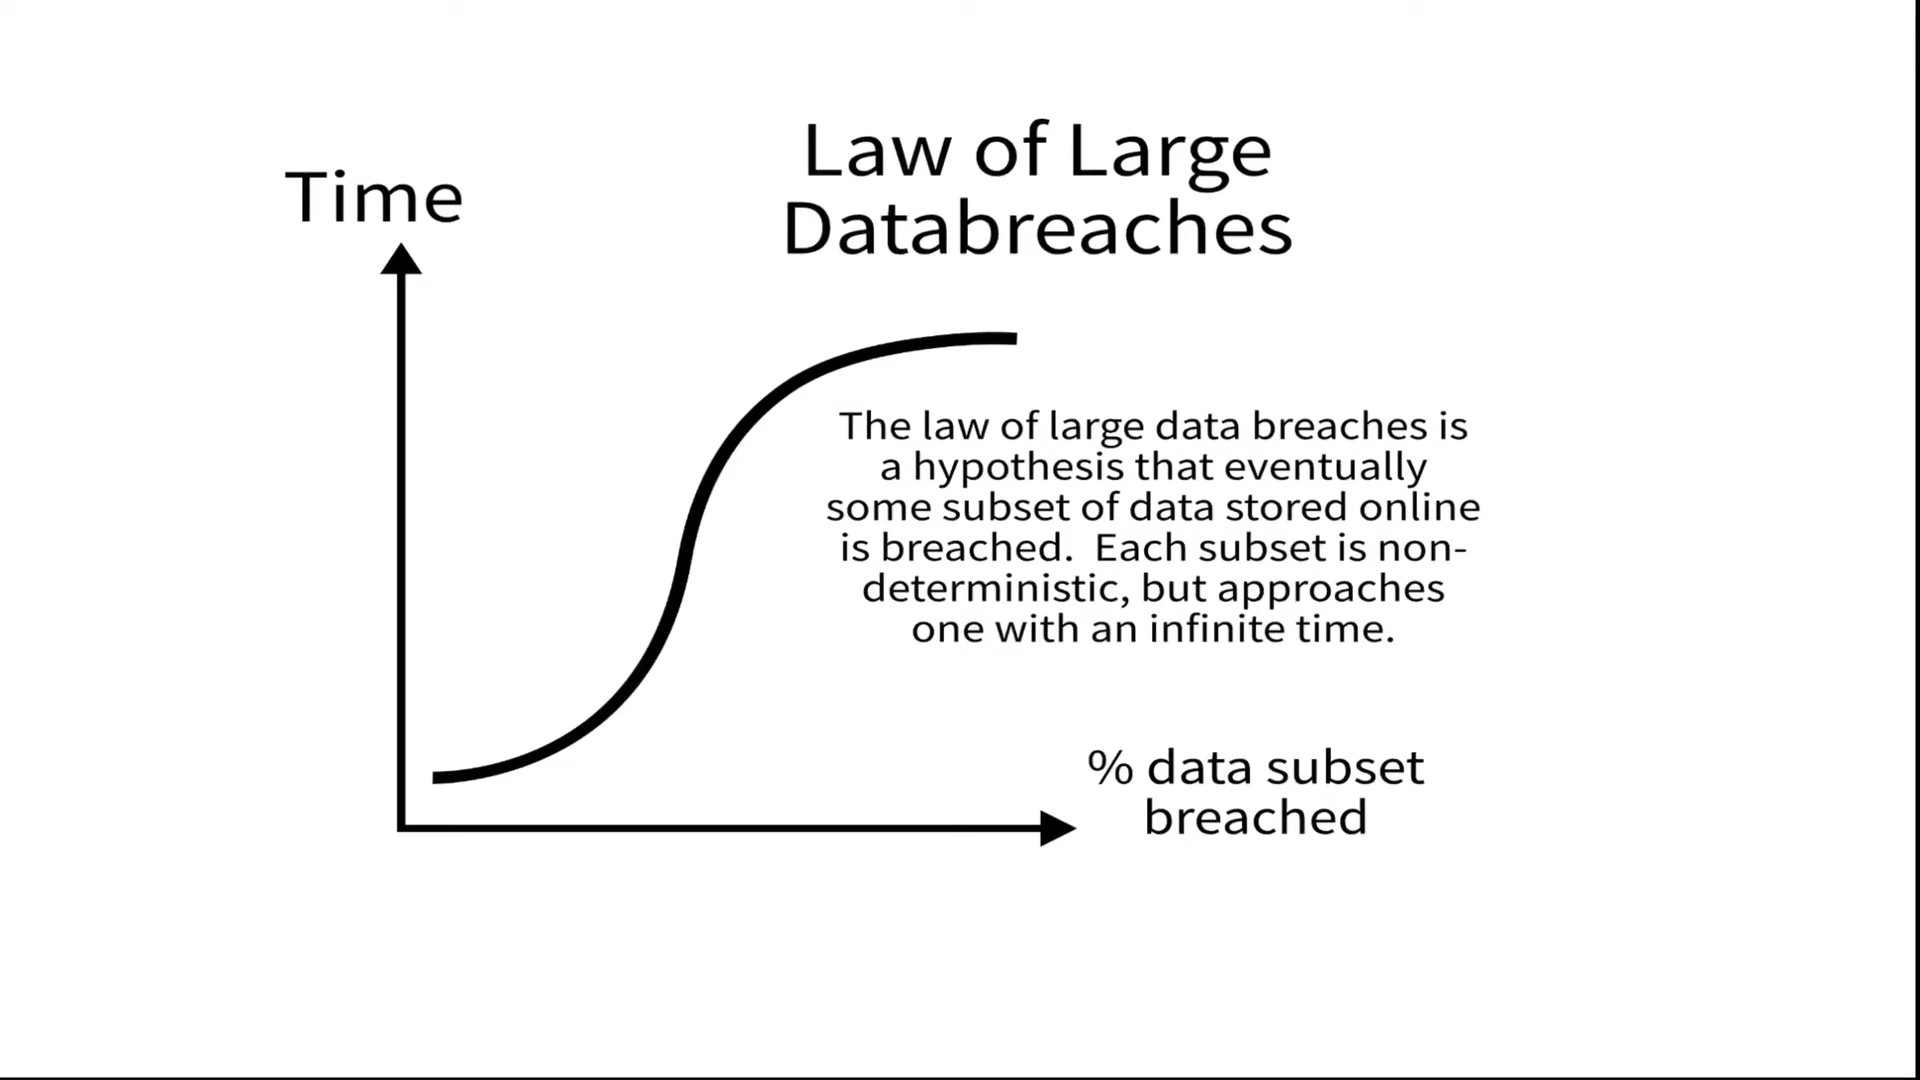 Law of Large
Databreaches
Time
The law of large data breaches is
a hypothesis that eventually
some subset of data stored online
is breached.  Each subset is non-
deterministic, but approaches
one with an infinite time.
% data subset
breached